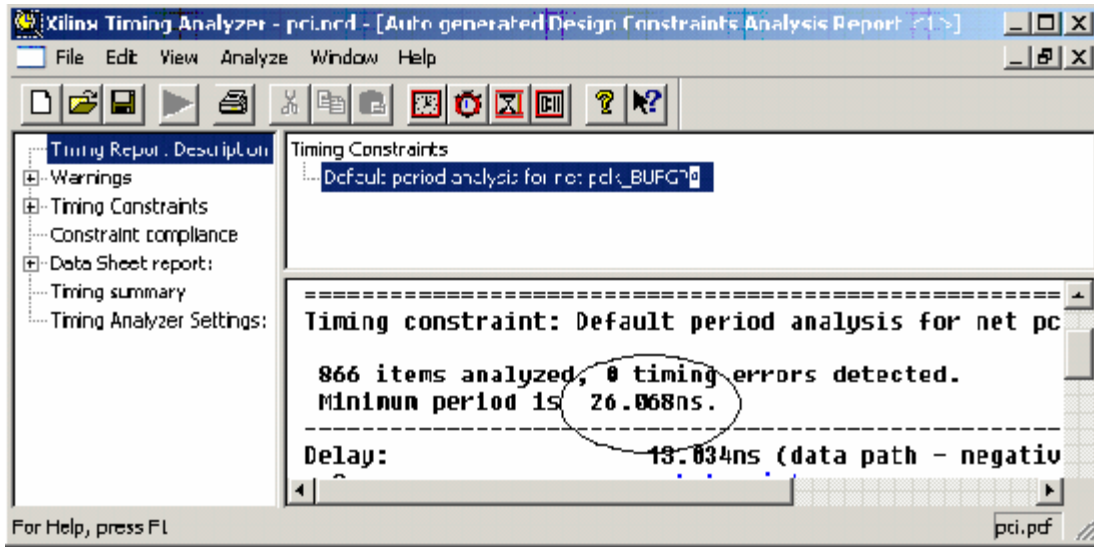 Xilinx Timing Analyzer - pci.ncd - [Auto generated Design Constraints Analysis Report <1>]
File Edit View Analyze Window Help
Timing Report Description
Warnings
Timing Constraints
Constraint compliance
Data Sheet report:
Timing summary
Timing Analyzer Settings:
Timing Constraints
Default period analysis for net pclk_BUFGP
Timing constraint: Default period analysis for net pc
866 items analyzed, 0 timing errors detected.
Minimum period is 26.068ns.
Delay: 13.034ns (data path - negativ
For Help, press F1
pci.pcf